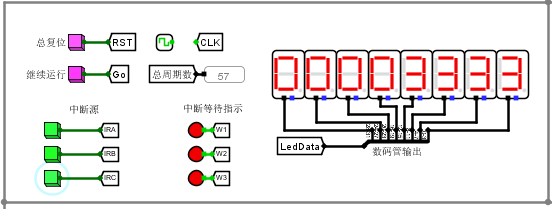 总复位 RST CLK
继续运行 Go 总周期数 57
00003333
中断源 中断等待指示
IRA W1
IRB W2
IRC W3
LedData 数码管输出